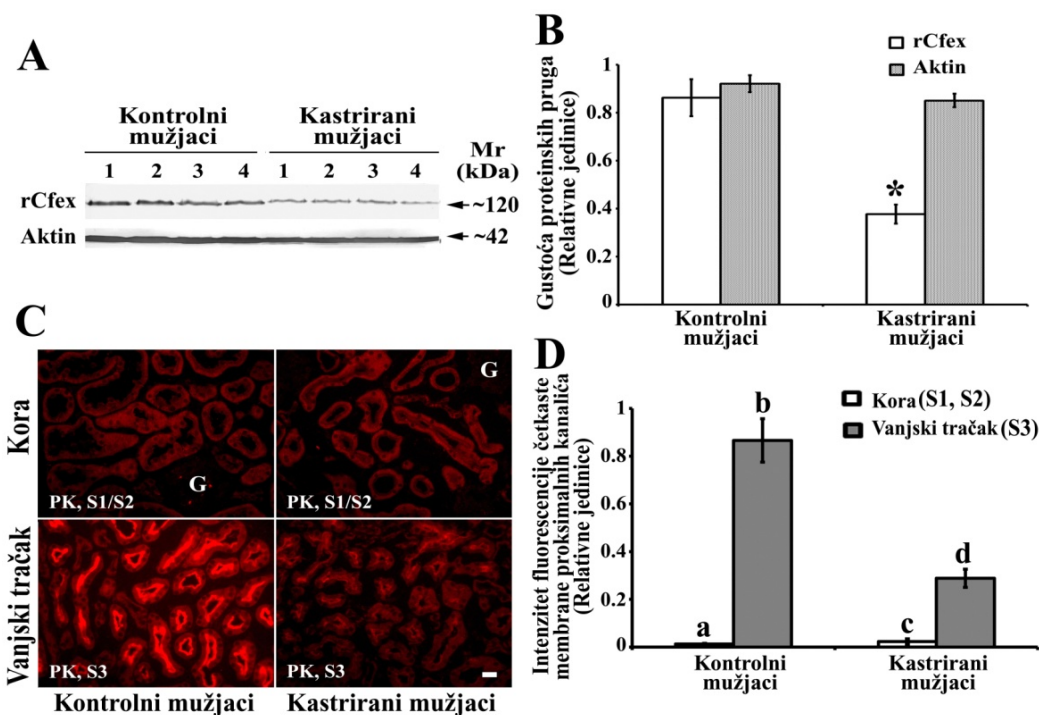 A
Kontrolni
mužjaci
Kastrirani
mužjaci
Mr
(kDa)
1 2 3 4 1 2 3 4
rCfex
~120
Aktin
~42
B
rCfex
Aktin
Gustoća proteinskih pruga
(Relativne jedinice)
1
0.8
0.6
0.4
0.2
0
*
Kontrolni
mužjaci
Kastrirani
mužjaci
C
Kora
G
G
PK, S1/S2
PK, S1/S2
Vanjski tračak
PK, S3
PK, S3
Kontrolni mužjaci
Kastrirani mužjaci
D
Kora (S1, S2)
Vanjski tračak (S3)
Intenzitet fluorescencije četkaste
membrane proksimalnih kanalića
(Relativne jedinice)
1
0.8
0.6
0.4
0.2
0
a
b
c
d
Kontrolni
mužjaci
Kastrirani
mužjaci